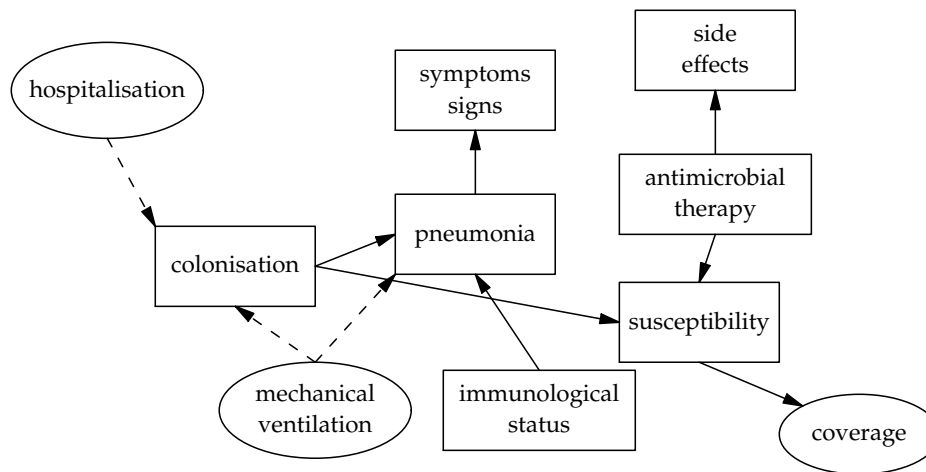 side
effects
symptoms
signs
hospitalisation
antimicrobial
therapy
pneumonia
colonisation
susceptibility
mechanical
ventilation
immunological
status
coverage